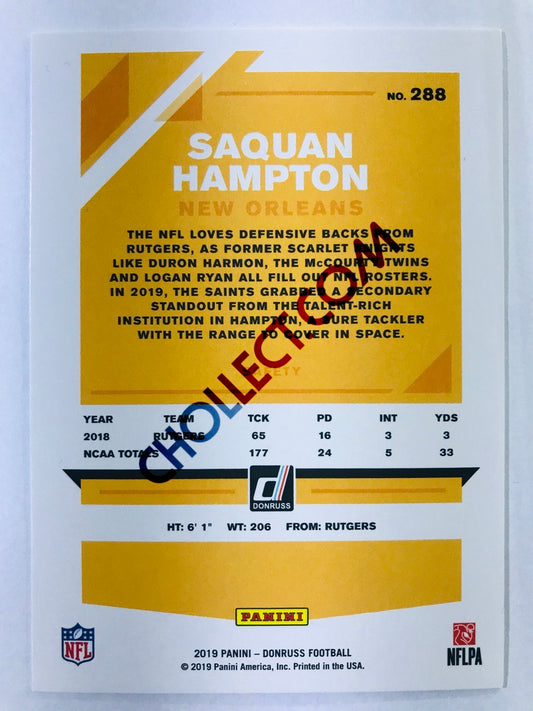 NO. 288
SAQUAN
HAMPTON
NEW ORLEANS
THE NFL LOVES DEFENSIVE BACKS FROM
RUTGERS, AS FORMER SCARLET KNIGHTS
LIKE DURON HARMON, THE McCOURTY TWINS
AND LOGAN RYAN ALL FILL OUT NFL ROSTERS.
IN 2019, THE SAINTS GRABBED A SECONDARY
STANDOUT FROM THE TALENT-RICH
INSTITUTION IN HAMPTON, A SURE TACKLER
WITH THE RANGE TO COVER IN SPACE.
SAFETY
CHOLLECT.COM
YEAR TEAM TCK PD INT YDS
2018 RUTGERS 65 16 3 3
NCAA TOTALS 177 24 5 33
DONRUSS
HT: 6' 1" WT: 206 FROM: RUTGERS
PANINI
NFL
2019 PANINI – DONRUSS FOOTBALL
© 2019 Panini America, Inc. Printed in the USA.
NFLPA